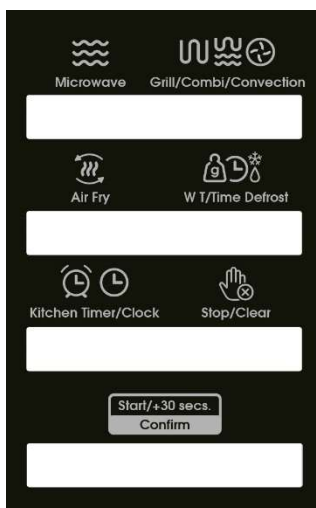 Microwave Grill/Combi/Convection
g
Air Fry W T/Time Defrost
Kitchen Timer/Clock Stop/Clear
Start/+30 secs.
Confirm